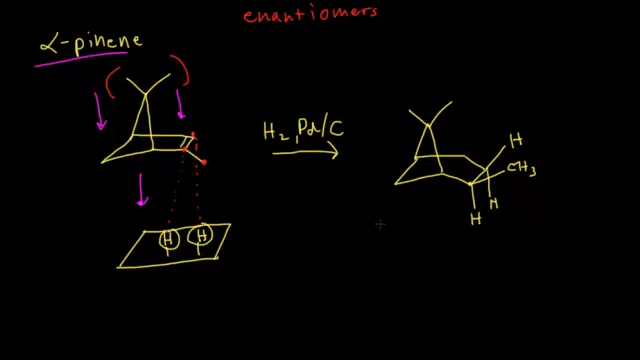 enantiomers
α-pinene
H₂, Pd/C
H
CH₃
H
H
H H